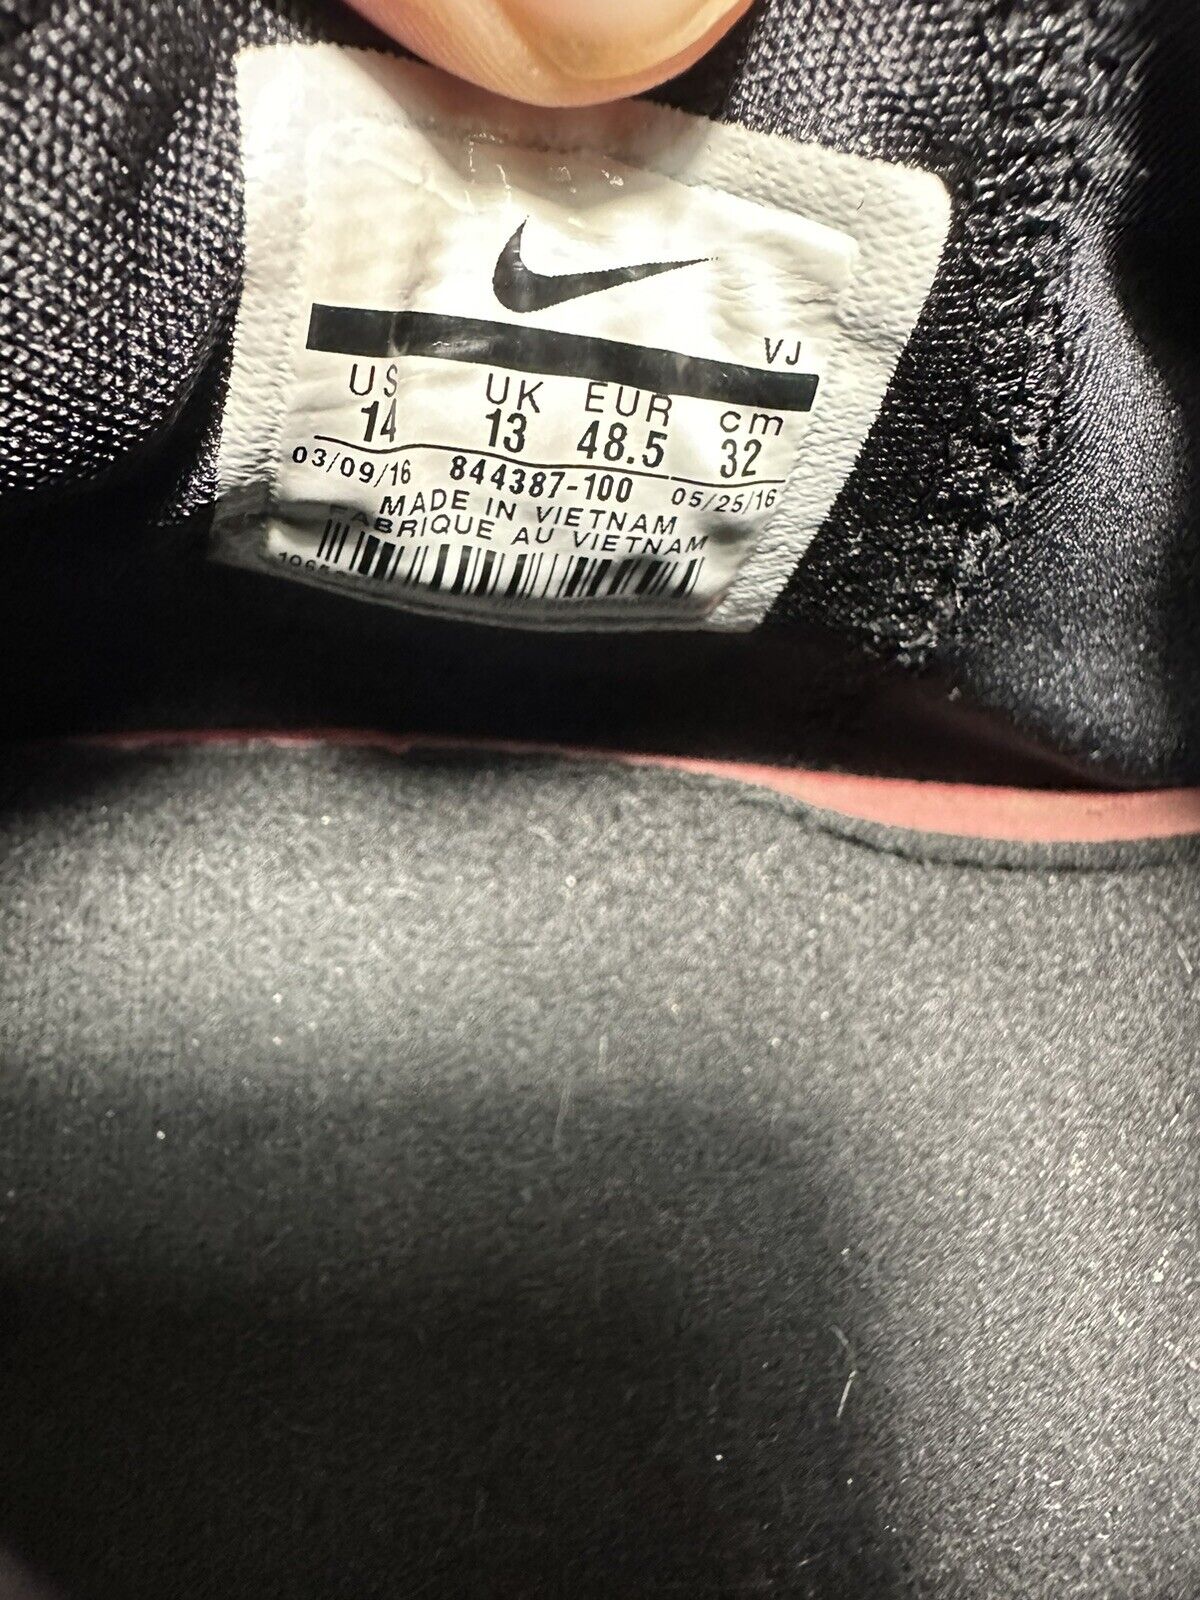 VJ
US UK EUR cm
14 13 48.5 32
03/09/16 844387-100 05/25/16
MADE IN VIETNAM
FABRIQUE AU VIETNAM